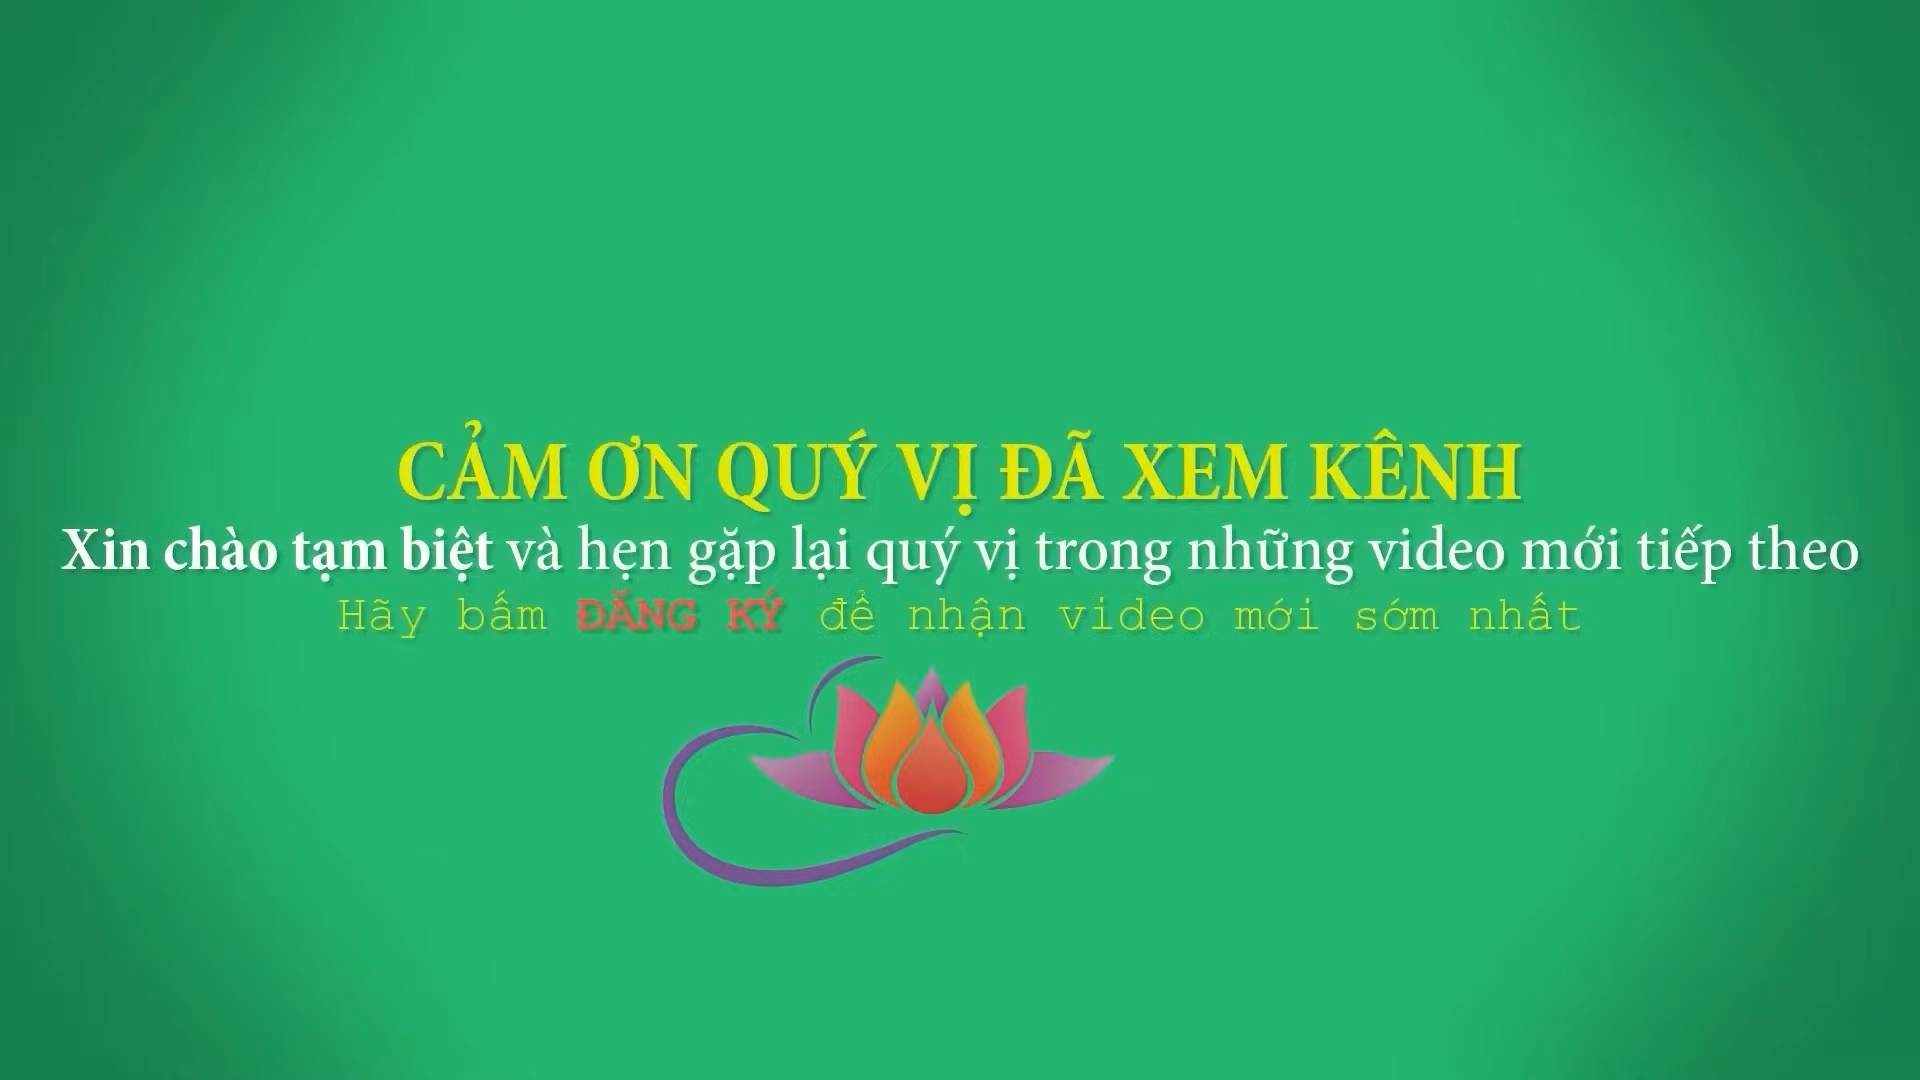 CẢM ƠN QUÝ VỊ ĐÃ XEM KÊNH
Xin chào tạm biệt và hẹn gặp lại quý vị trong những video mới tiếp theo
Hãy bấm ĐĂNG KÝ để nhận video mới sớm nhất